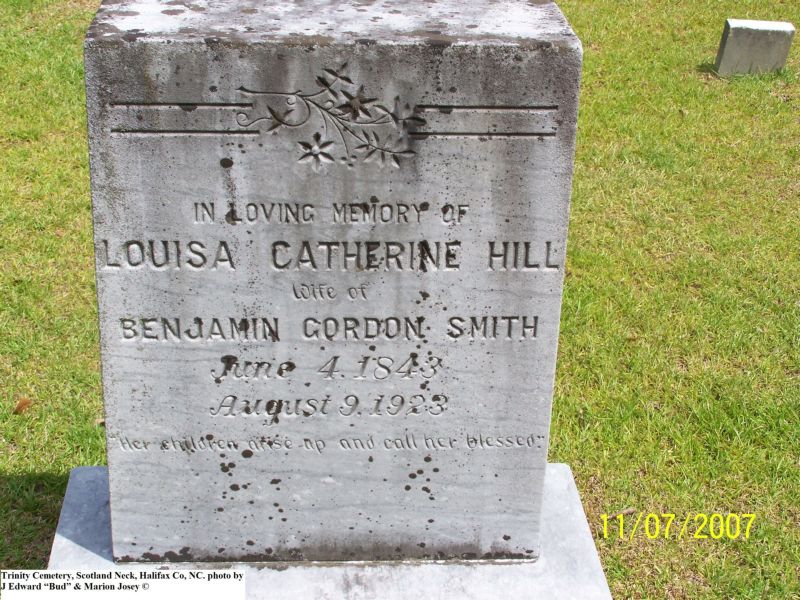 IN LOVING MEMORY OF
LOUISA CATHERINE HILL
Wife of
BENJAMIN GORDON SMITH
June 4. 1843
August 9. 1923
"Her children arise up and call her blessed"
11/07/2007
Trinity Cemetery, Scotland Neck, Halifax Co, NC. photo by
J Edward “Bud” & Marion Josey ©